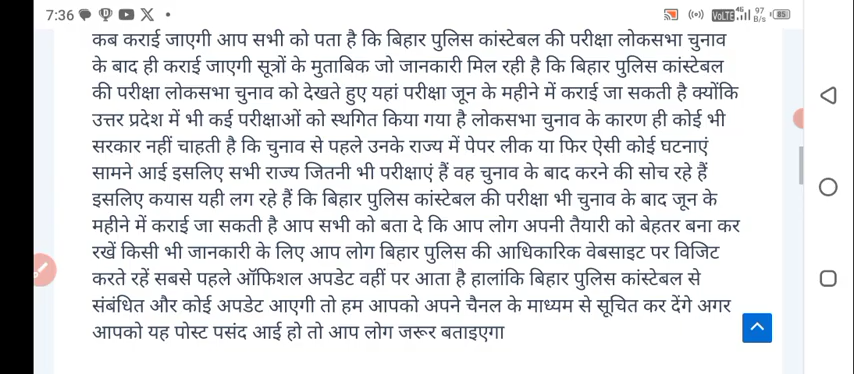 7:36 VoLTE 4G 97 B/s 85
कब कराई जाएगी आप सभी को पता है कि बिहार पुलिस कांस्टेबल की परीक्षा लोकसभा चुनाव
के बाद ही कराई जाएगी सूत्रों के मुताबिक जो जानकारी मिल रही है कि बिहार पुलिस कांस्टेबल
की परीक्षा लोकसभा चुनाव को देखते हुए यहां परीक्षा जून के महीने में कराई जा सकती है क्योंकि
उत्तर प्रदेश में भी कई परीक्षाओं को स्थगित किया गया है लोकसभा चुनाव के कारण ही कोई भी
सरकार नहीं चाहती है कि चुनाव से पहले उनके राज्य में पेपर लीक या फिर ऐसी कोई घटनाएं
सामने आई इसलिए सभी राज्य जितनी भी परीक्षाएं हैं वह चुनाव के बाद करने की सोच रहे हैं
इसलिए कयास यही लग रहे हैं कि बिहार पुलिस कांस्टेबल की परीक्षा भी चुनाव के बाद जून के
महीने में कराई जा सकती है आप सभी को बता दे कि आप लोग अपनी तैयारी को बेहतर बना कर
रखें किसी भी जानकारी के लिए आप लोग बिहार पुलिस की आधिकारिक वेबसाइट पर विजिट
करते रहें सबसे पहले ऑफिशल अपडेट वहीं पर आता है हालांकि बिहार पुलिस कांस्टेबल से
संबंधित और कोई अपडेट आएगी तो हम आपको अपने चैनल के माध्यम से सूचित कर देंगे अगर
आपको यह पोस्ट पसंद आई हो तो आप लोग जरूर बताइएगा